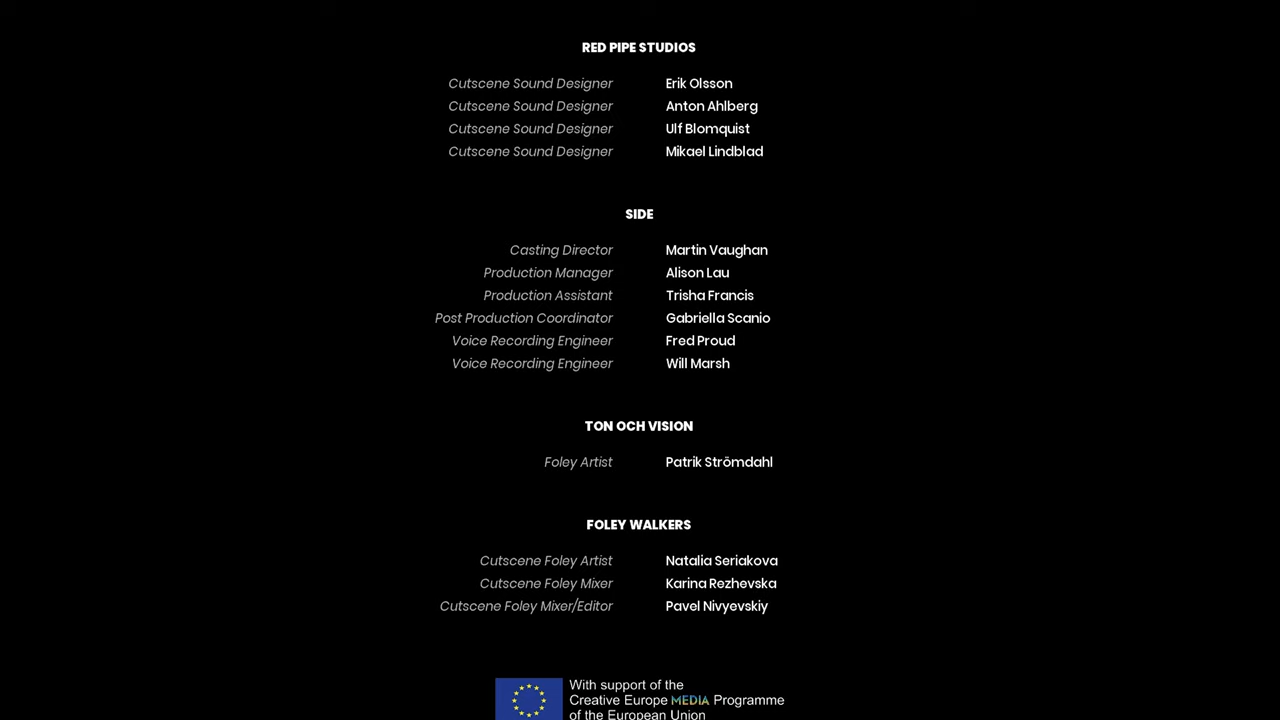 RED PIPE STUDIOS
Cutscene Sound Designer Erik Olsson
Cutscene Sound Designer Anton Ahlberg
Cutscene Sound Designer Ulf Blomquist
Cutscene Sound Designer Mikael Lindblad
SIDE
Casting Director Martin Vaughan
Production Manager Alison Lau
Production Assistant Trisha Francis
Post Production Coordinator Gabriella Scanio
Voice Recording Engineer Fred Proud
Voice Recording Engineer Will Marsh
TON OCH VISION
Foley Artist Patrik Strömdahl
FOLEY WALKERS
Cutscene Foley Artist Natalia Seriakova
Cutscene Foley Mixer Karina Rezhevska
Cutscene Foley Mixer/Editor Pavel Nivyevskiy
With support of the
Creative Europe MEDIA Programme
of the European Union